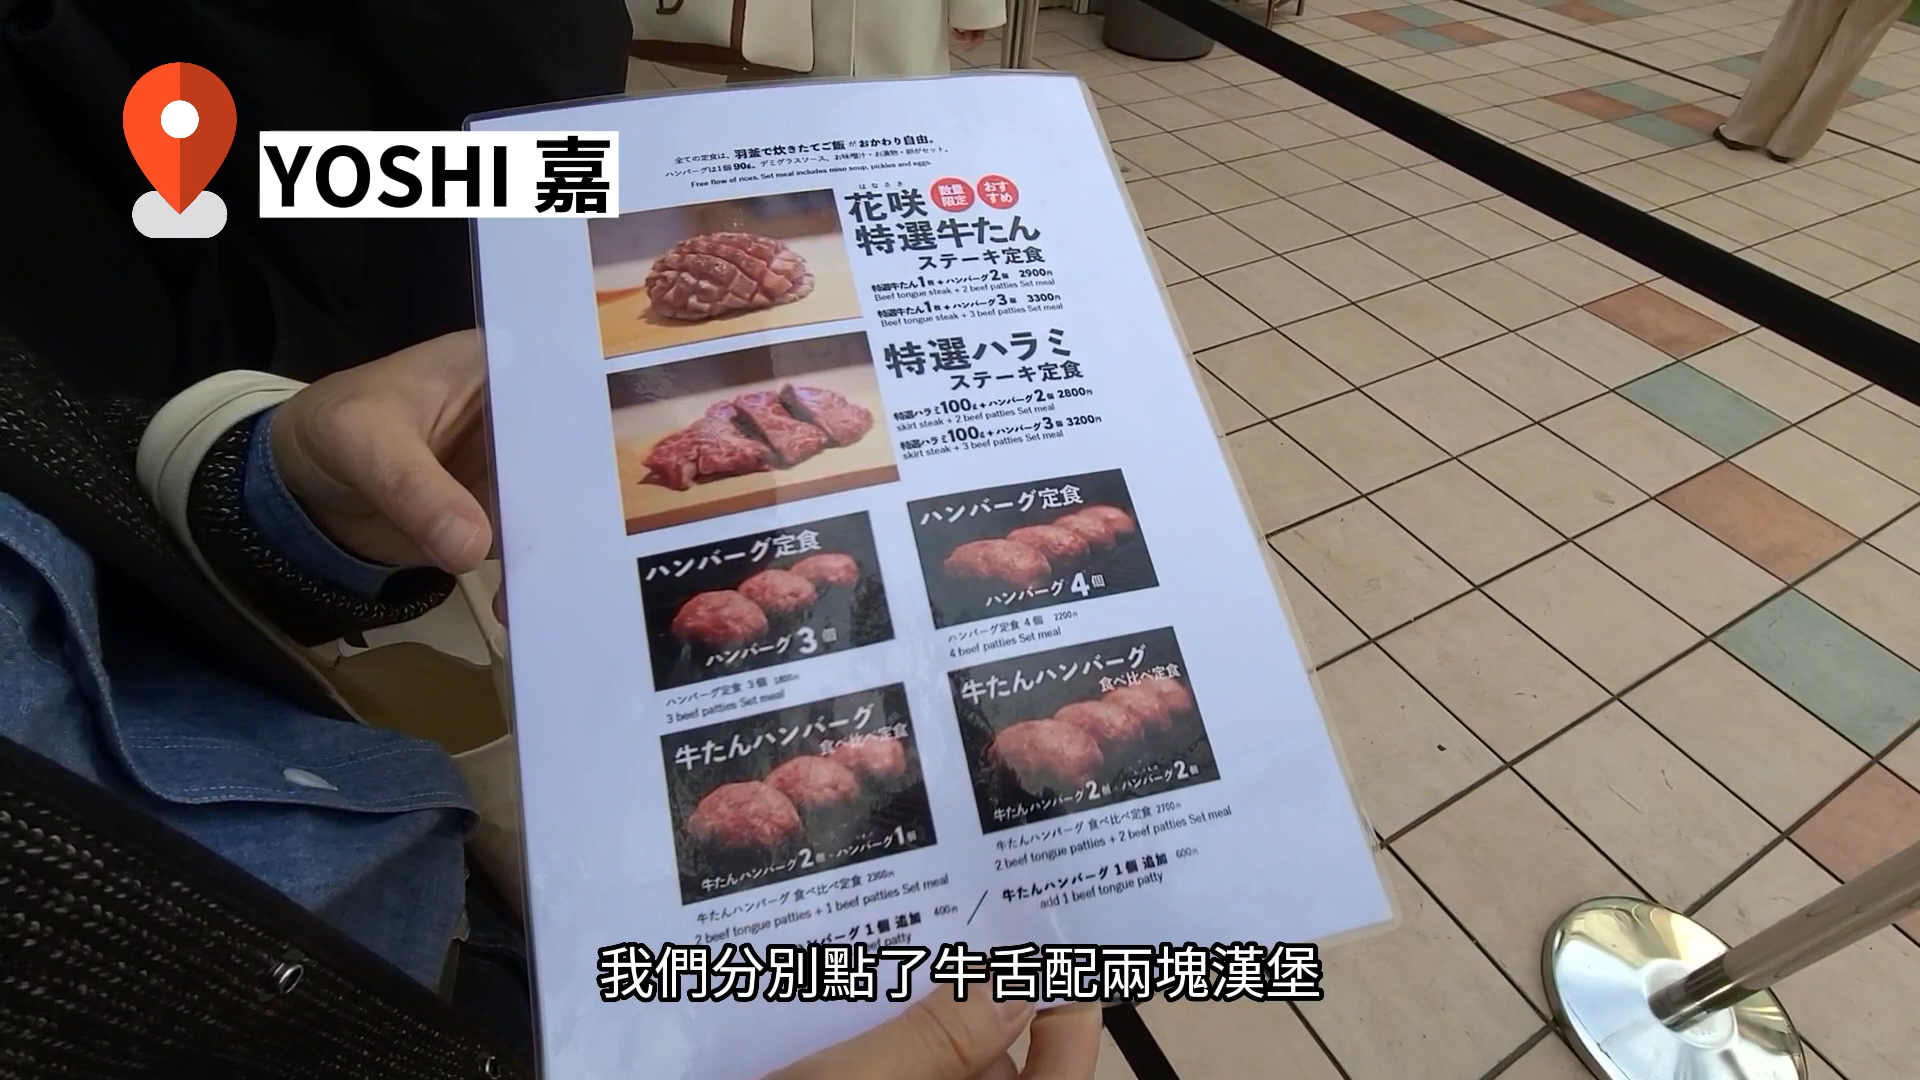 YOSHI 嘉
全ての定食は、羽釜で炊きたてご飯がおかわり自由。
ハンバーグは1個90g。デミグラスソース、お味噌汁・お漬物・卵がセット。
Free flow of rices. Set meal includes miso soup, pickles and eggs.
はなさき
花咲
数量限定
おすすめ
特選牛たん
ステーキ定食
特選牛たん1枚+ハンバーグ2個 2900円
Beef tongue steak + 2 beef patties Set meal
特選牛たん1枚+ハンバーグ3個 3300円
Beef tongue steak + 3 beef patties Set meal
特選ハラミ
ステーキ定食
特選ハラミ100g+ハンバーグ2個 2800円
skirt steak + 2 beef patties Set meal
特選ハラミ100g+ハンバーグ3個 3200円
skirt steak + 3 beef patties Set meal
ハンバーグ定食
ハンバーグ3個
ハンバーグ定食 3個 1800円
3 beef patties Set meal
ハンバーグ定食
ハンバーグ4個
ハンバーグ定食 4個 2200円
4 beef patties Set meal
牛たんハンバーグ
食べ比べ定食
牛たんハンバーグ2個・ハンバーグ1個
牛たんハンバーグ 食べ比べ定食 2300円
2 beef tongue patties + 1 beef patties Set meal
牛たんハンバーグ
食べ比べ定食
牛たんハンバーグ2個・ハンバーグ2個
牛たんハンバーグ 食べ比べ定食 2700円
2 beef tongue patties + 2 beef patties Set meal
バーグ1個 追加 400円
beef patty
牛たんハンバーグ1個 追加 600円
add 1 beef tongue patty
我們分別點了牛舌配兩塊漢堡